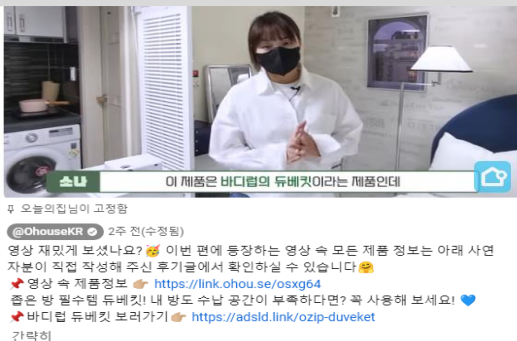 소나
이 제품은 바디럽의 듀베킷이라는 제품인데
오늘의집님이 고정함
@OhouseKR 2주 전(수정됨)
영상 재밌게 보셨나요?🥳 이번 편에 등장하는 영상 속 모든 제품 정보는 아래 사연
자분이 직접 작성해 주신 후기글에서 확인하실 수 있습니다🤗
📌영상 속 제품정보 👉🏼 https://link.ohou.se/osxg64
좁은 방 필수템 듀베킷! 내 방도 수납 공간이 부족하다면? 꼭 사용해 보세요! 💙
📌바디럽 듀베킷 보러가기👉🏼 https://adsld.link/ozip-duveket
간략히